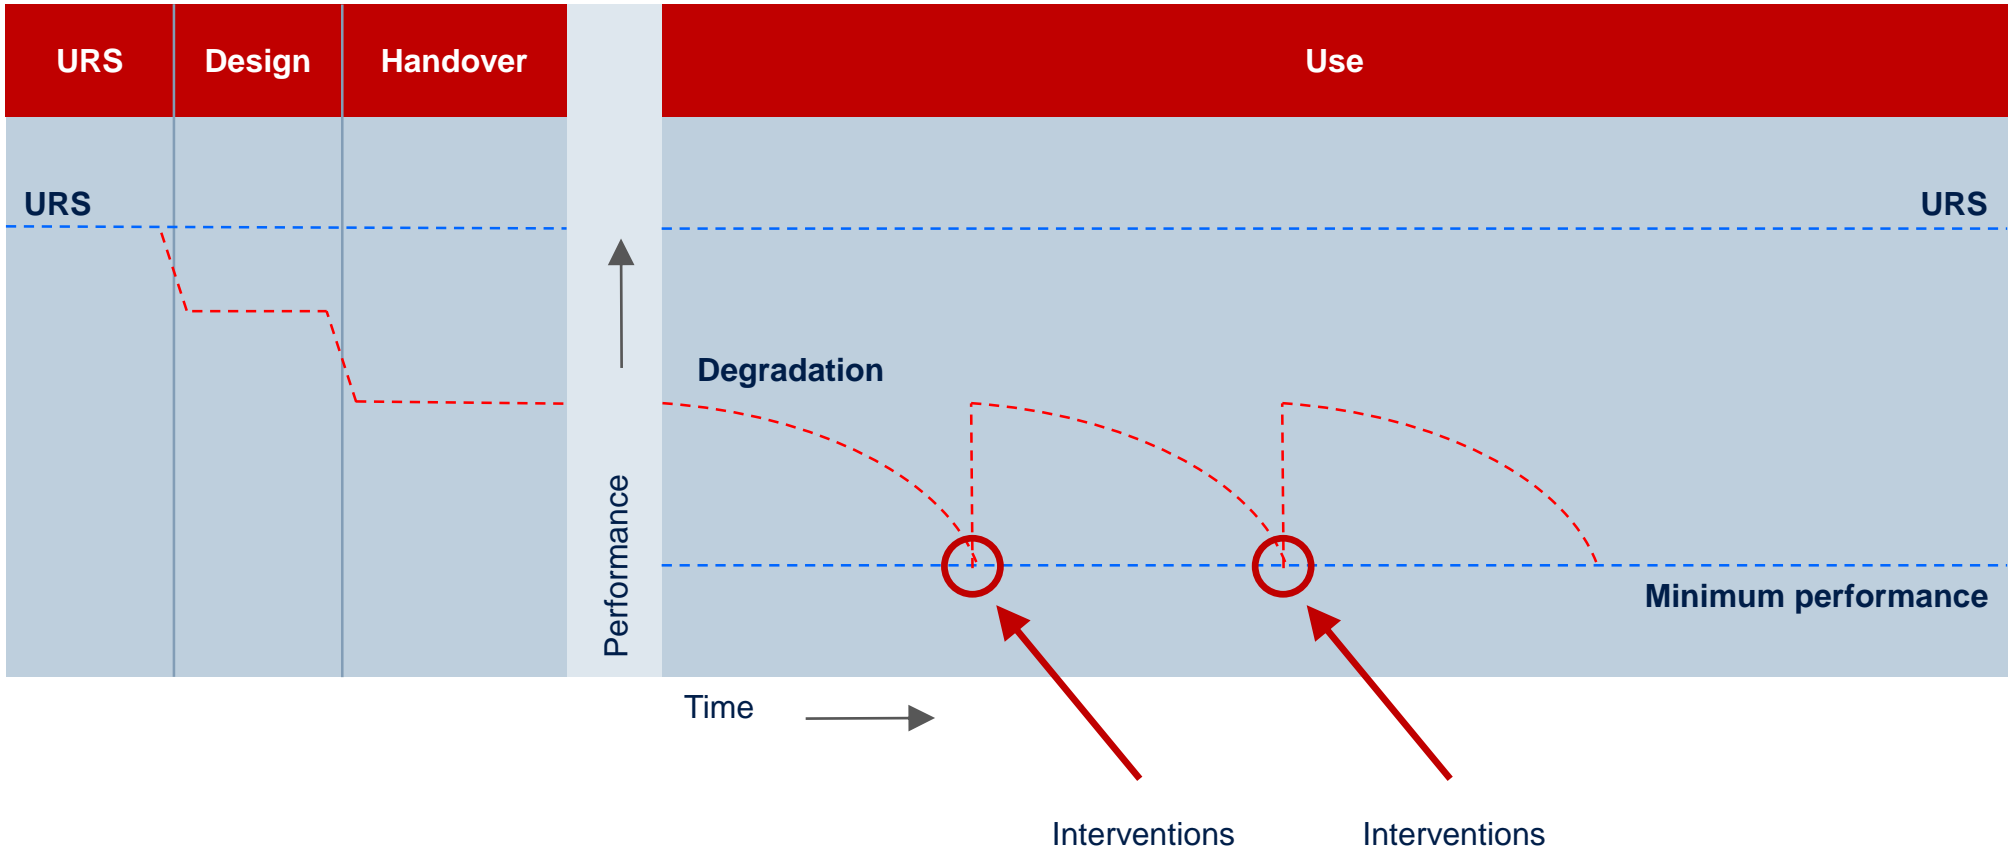 URS
Design
Handover
Use
URS
URS
Degradation
Performance
Minimum performance
Time
Interventions
Interventions